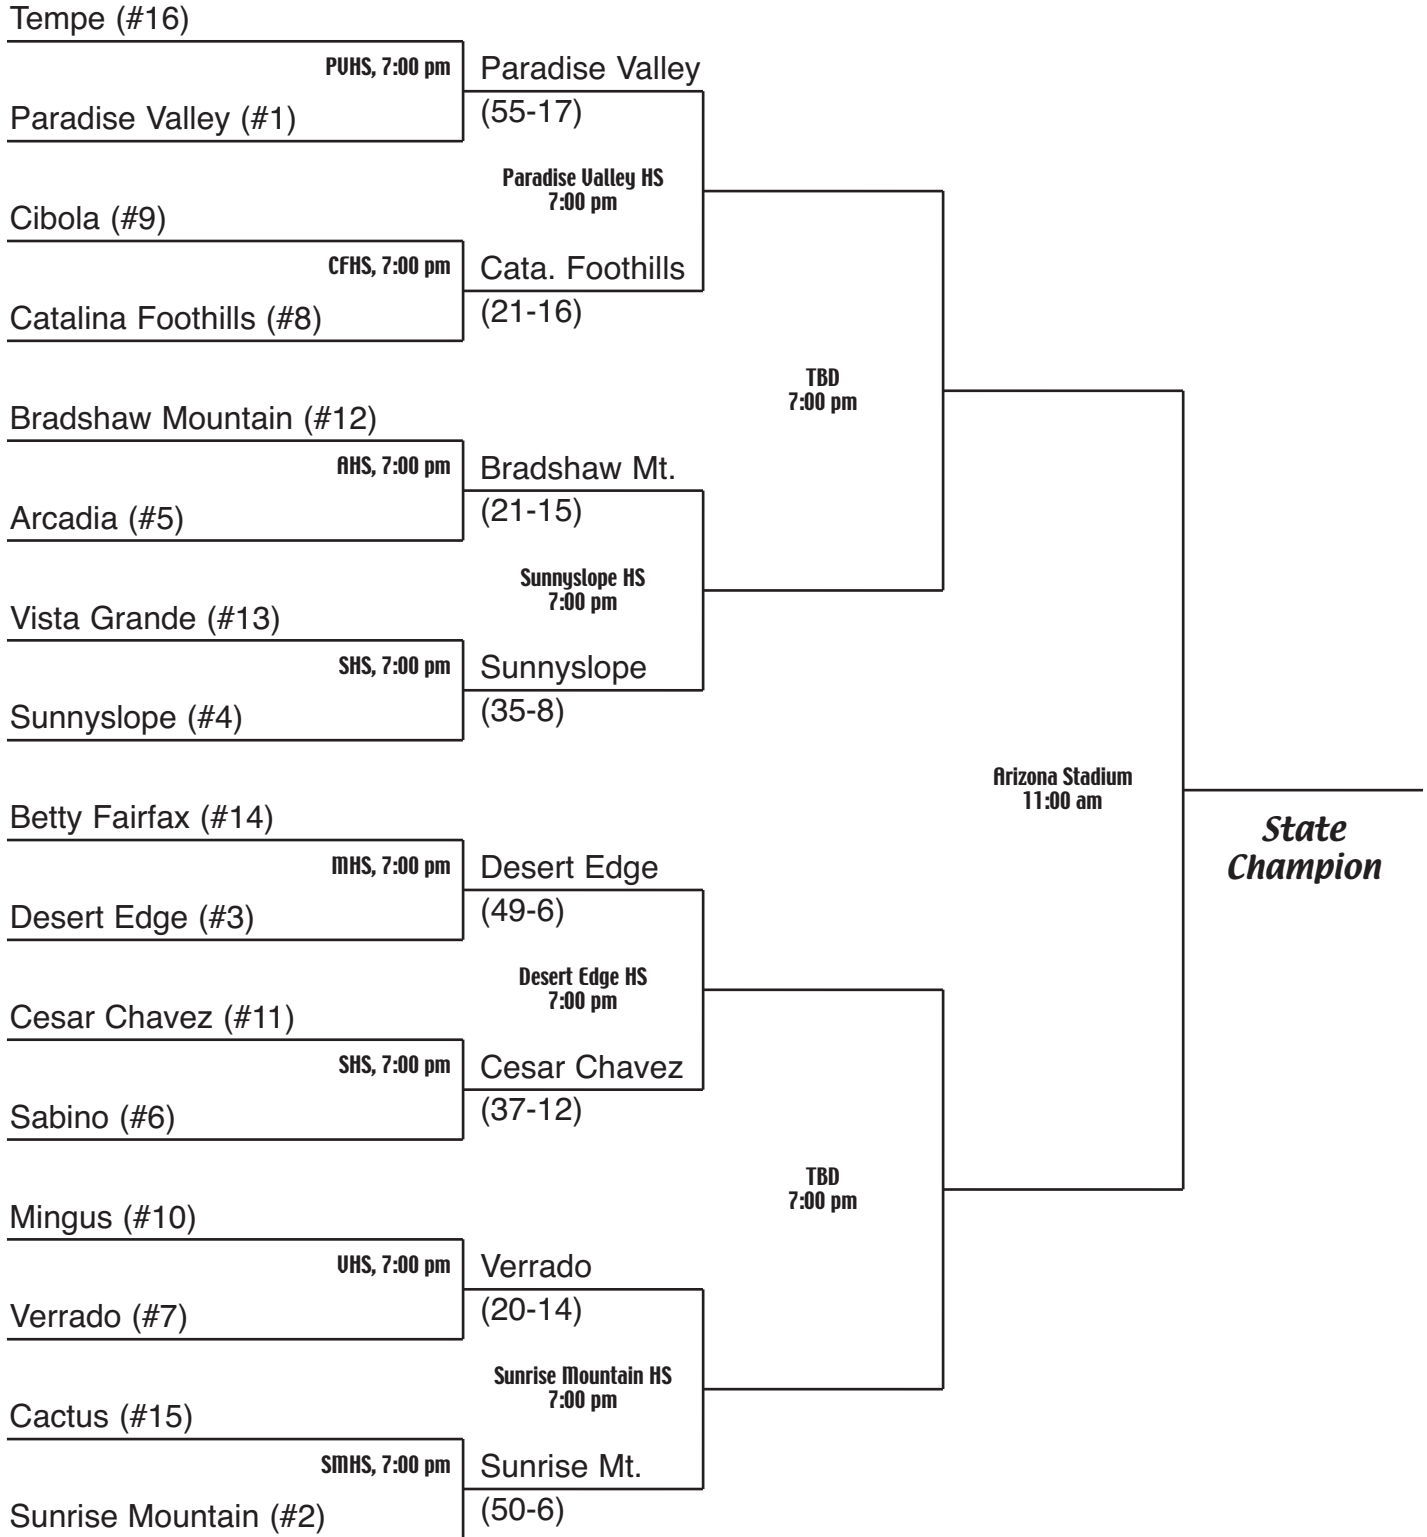 Tempe (#16)
PVHS, 7:00 pm
Paradise Valley (#1)
Paradise Valley
(55-17)
Paradise Valley HS
7:00 pm
Cibola (#9)
CFHS, 7:00 pm
Catalina Foothills (#8)
Cata. Foothills
(21-16)
TBD
7:00 pm
Bradshaw Mountain (#12)
AHS, 7:00 pm
Arcadia (#5)
Bradshaw Mt.
(21-15)
Sunnyslope HS
7:00 pm
Vista Grande (#13)
SHS, 7:00 pm
Sunnyslope (#4)
Sunnyslope
(35-8)
Arizona Stadium
11:00 am
State
Champion
Betty Fairfax (#14)
MHS, 7:00 pm
Desert Edge (#3)
Desert Edge
(49-6)
Desert Edge HS
7:00 pm
Cesar Chavez (#11)
SHS, 7:00 pm
Sabino (#6)
Cesar Chavez
(37-12)
TBD
7:00 pm
Mingus (#10)
VHS, 7:00 pm
Verrado (#7)
Verrado
(20-14)
Sunrise Mountain HS
7:00 pm
Cactus (#15)
SMHS, 7:00 pm
Sunrise Mountain (#2)
Sunrise Mt.
(50-6)